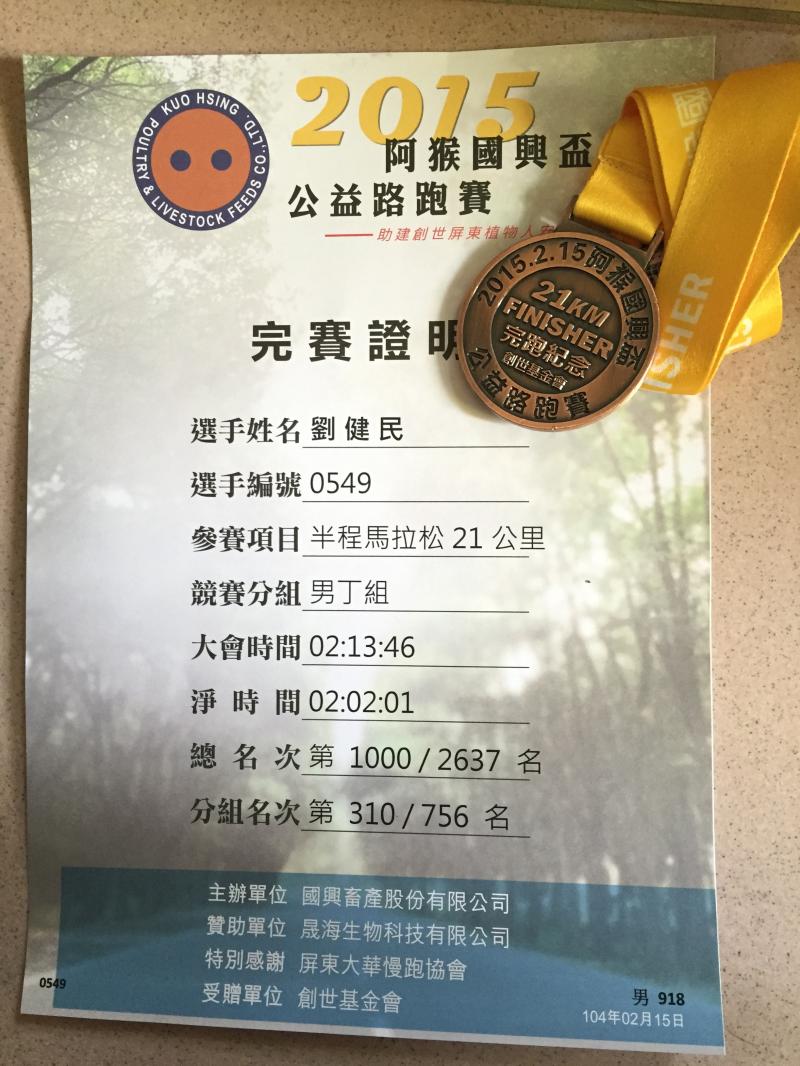 KUO HSING POULTRY & LIVESTOCK FEEDS CO.,LTD.
2015
阿猴國興盃
公益路跑賽
助建創世屏東植物人安
2015.2.15阿猴國興盃
21KM
FINISHER
完跑紀念
創世基金會
公益路跑賽
完賽證明
選手姓名 劉健民
選手編號 0549
參賽項目 半程馬拉松 21 公里
競賽分組 男丁組
大會時間 02:13:46
淨時間 02:02:01
總名次 第 1000 / 2637 名
分組名次 第 310 / 756 名
主辦單位 國興畜產股份有限公司
贊助單位 晟海生物科技有限公司
特別感謝 屏東大華慢跑協會
受贈單位 創世基金會
0549
男 918
104年02月15日